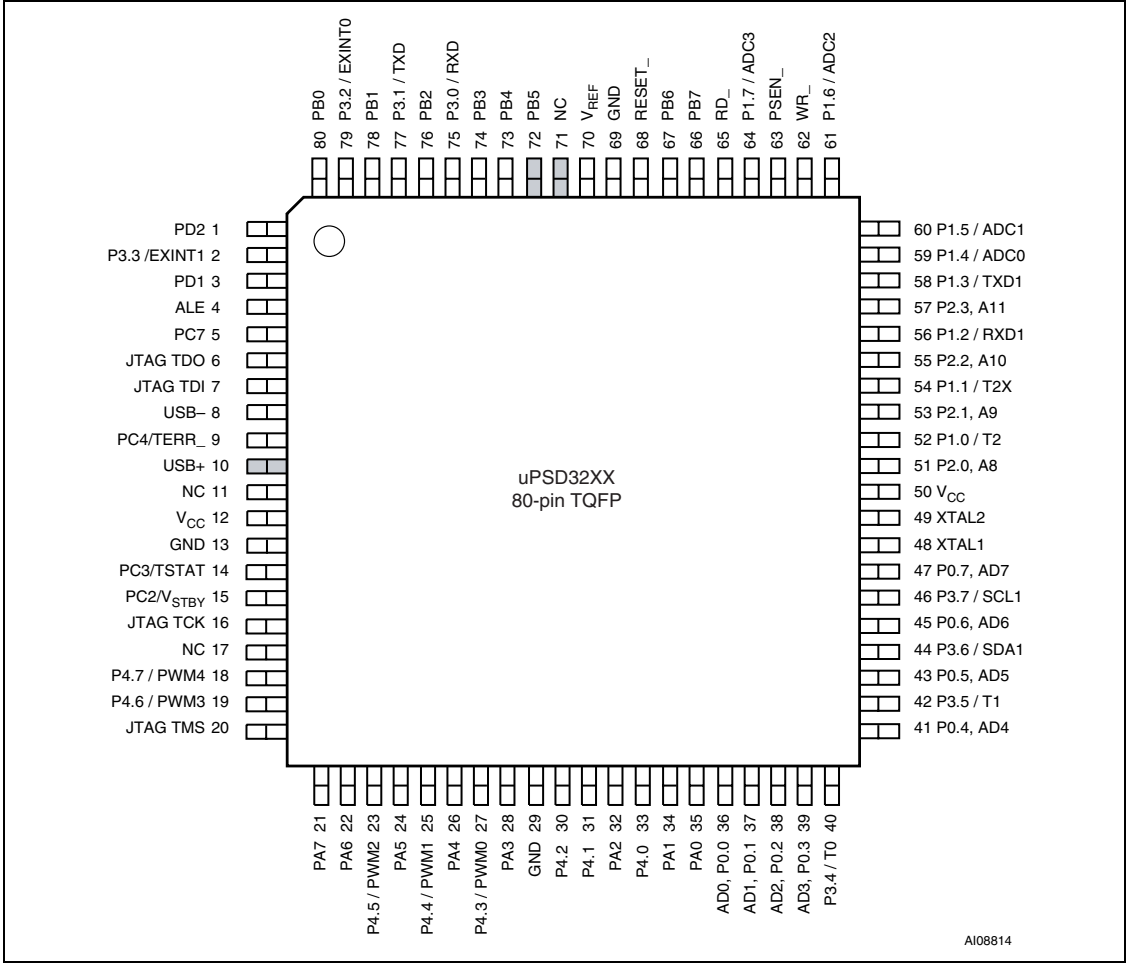 80 PB0
79 P3.2 / EXINT0
78 PB1
77 P3.1 / TXD
76 PB2
75 P3.0 / RXD
74 PB3
73 PB4
72 PB5
71 NC
70 VREF
69 GND
68 RESET_
67 PB6
66 PB7
65 RD_
64 P1.7 / ADC3
63 PSEN_
62 WR_
61 P1.6 / ADC2
PD2 1
P3.3 /EXINT1 2
PD1 3
ALE 4
PC7 5
JTAG TDO 6
JTAG TDI 7
USB– 8
PC4/TERR_ 9
USB+ 10
NC 11
VCC 12
GND 13
PC3/TSTAT 14
PC2/VSTBY 15
JTAG TCK 16
NC 17
P4.7 / PWM4 18
P4.6 / PWM3 19
JTAG TMS 20
uPSD32XX
80-pin TQFP
60 P1.5 / ADC1
59 P1.4 / ADC0
58 P1.3 / TXD1
57 P2.3, A11
56 P1.2 / RXD1
55 P2.2, A10
54 P1.1 / T2X
53 P2.1, A9
52 P1.0 / T2
51 P2.0, A8
50 VCC
49 XTAL2
48 XTAL1
47 P0.7, AD7
46 P3.7 / SCL1
45 P0.6, AD6
44 P3.6 / SDA1
43 P0.5, AD5
42 P3.5 / T1
41 P0.4, AD4
PA7 21
PA6 22
P4.5 / PWM2 23
PA5 24
P4.4 / PWM1 25
PA4 26
P4.3 / PWM0 27
PA3 28
GND 29
P4.2 30
P4.1 31
PA2 32
P4.0 33
PA1 34
PA0 35
AD0, P0.0 36
AD1, P0.1 37
AD2, P0.2 38
AD3, P0.3 39
P3.4 / T0 40
AI08814